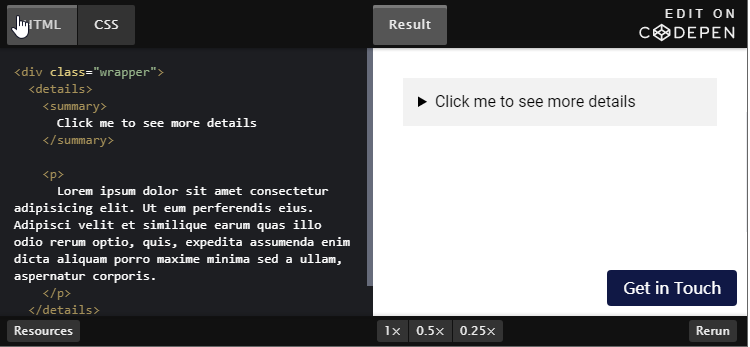 HTML
CSS
Result
EDIT ON
CODEPEN
<div class="wrapper">
<details>
<summary>
Click me to see more details
</summary>
<p>
Lorem ipsum dolor sit amet consectetur
adipisicing elit. Ut eum perferendis eius.
Adipisci velit et similique earum quas illo
odio rerum optio, quis, expedita assumenda enim
dicta aliquam porro maxime minima sed a ullam,
aspernatur corporis.
</p>
</details>
Click me to see more details
Get in Touch
Resources
1×
0.5×
0.25×
Rerun